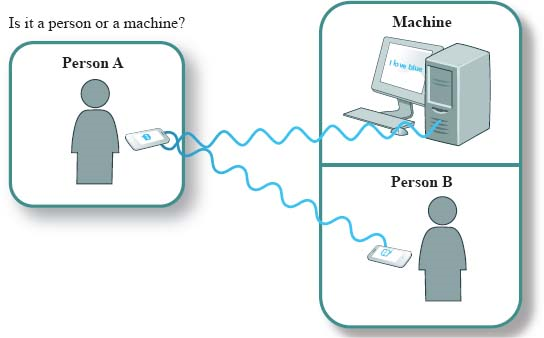 Is it a person or a machine?
Person A
Machine
I love blue
Person B